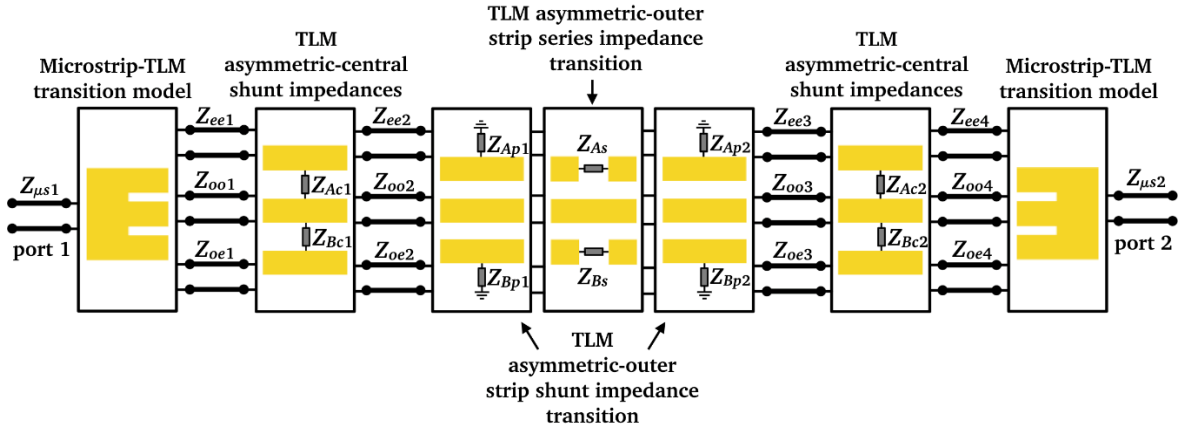 TLM asymmetric-outer
strip series impedance
transition
TLM
asymmetric-central
shunt impedances
TLM
asymmetric-central
shunt impedances
Microstrip-TLM
transition model
Microstrip-TLM
transition model
Zμs1
port 1
Zee1
Zoo1
Zoe1
ZAc1
ZBc1
Zee2
Zoo2
Zoe2
ZAp1
ZBp1
ZAs
ZBs
ZAp2
ZBp2
Zee3
Zoo3
Zoe3
ZAc2
ZBc2
Zee4
Zoo4
Zoe4
Zμs2
port 2
TLM
asymmetric-outer
strip shunt impedance
transition